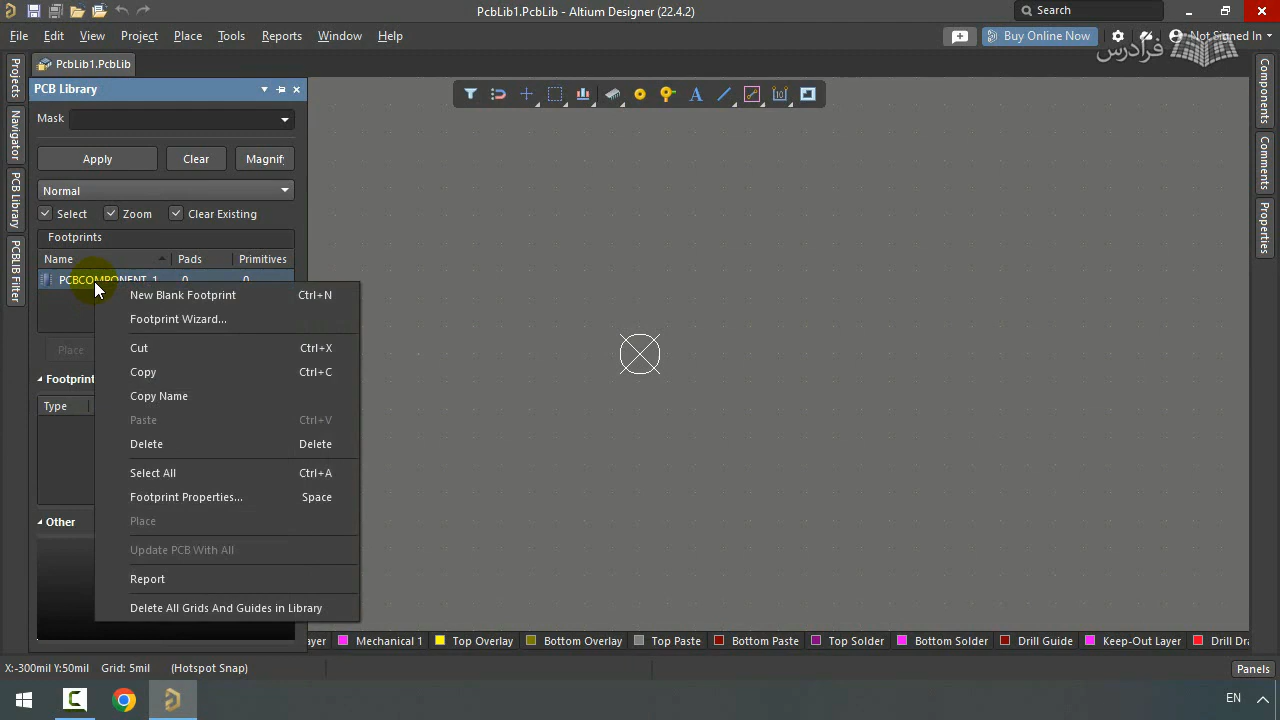 PcbLib1.PcbLib - Altium Designer (22.4.2)
Search
File Edit View Project Place Tools Reports Window Help
Buy Online Now
Not Signed In
فرادرس
PcbLib1.PcbLib
Projects
Navigator
PCB Library
PCBLIB Filter
PCB Library
Mask
Apply Clear Magnify
Normal
Select Zoom Clear Existing
Footprints
Name Pads Primitives
PCBCOMPONENT_1 0 0
Place
Footprint
Type
Other
New Blank Footprint Ctrl+N
Footprint Wizard...
Cut Ctrl+X
Copy Ctrl+C
Copy Name
Paste Ctrl+V
Delete Delete
Select All Ctrl+A
Footprint Properties... Space
Place
Update PCB With All
Report
Delete All Grids And Guides in Library
Components
Comments
Properties
ayer Mechanical 1 Top Overlay Bottom Overlay Top Paste Bottom Paste Top Solder Bottom Solder Drill Guide Keep-Out Layer Drill Dra
X:-300mil Y:50mil Grid: 5mil (Hotspot Snap)
Panels
EN